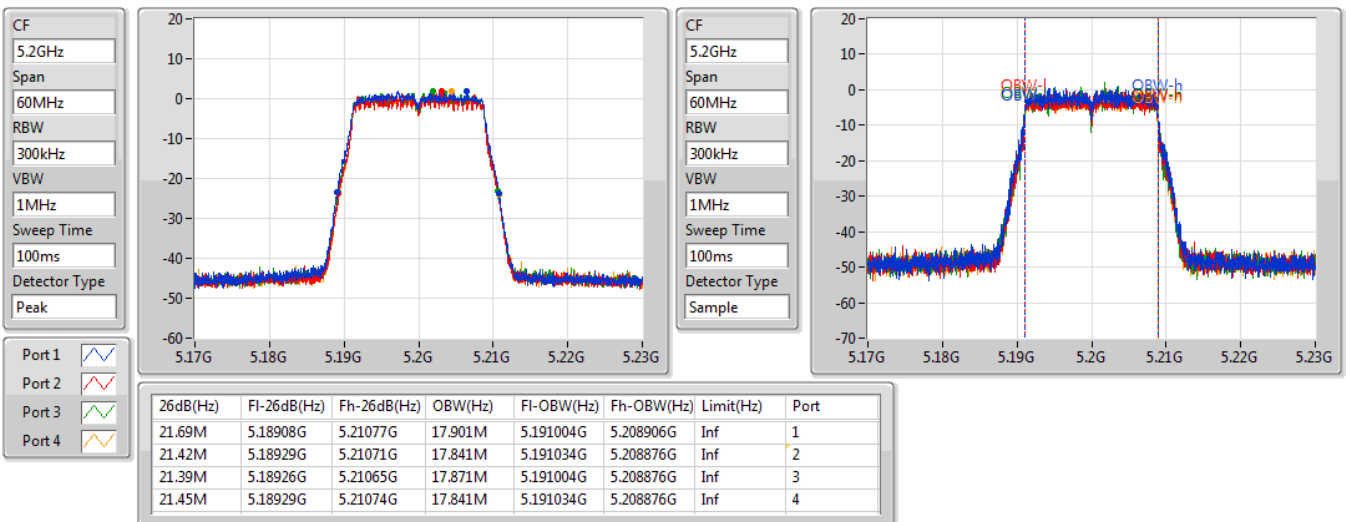 CF
5.2GHz
Span
60MHz
RBW
300kHz
VBW
1MHz
Sweep Time
100ms
Detector Type
Peak
20
10
0
-10
-20
-30
-40
-50
-60
5.17G 5.18G 5.19G 5.2G 5.21G 5.22G 5.23G
CF
5.2GHz
Span
60MHz
RBW
300kHz
VBW
1MHz
Sweep Time
100ms
Detector Type
Sample
20
10
0
-10
-20
-30
-40
-50
-60
-70
OBW-l OBW-h
OBW-h
5.17G 5.18G 5.19G 5.2G 5.21G 5.22G 5.23G
Port 1
Port 2
Port 3
Port 4
26dB(Hz) Fl-26dB(Hz) Fh-26dB(Hz) OBW(Hz) Fl-OBW(Hz) Fh-OBW(Hz) Limit(Hz) Port
21.69M 5.18908G 5.21077G 17.901M 5.191004G 5.208906G Inf 1
21.42M 5.18929G 5.21071G 17.841M 5.191034G 5.208876G Inf 2
21.39M 5.18926G 5.21065G 17.871M 5.191004G 5.208876G Inf 3
21.45M 5.18929G 5.21074G 17.841M 5.191034G 5.208876G Inf 4